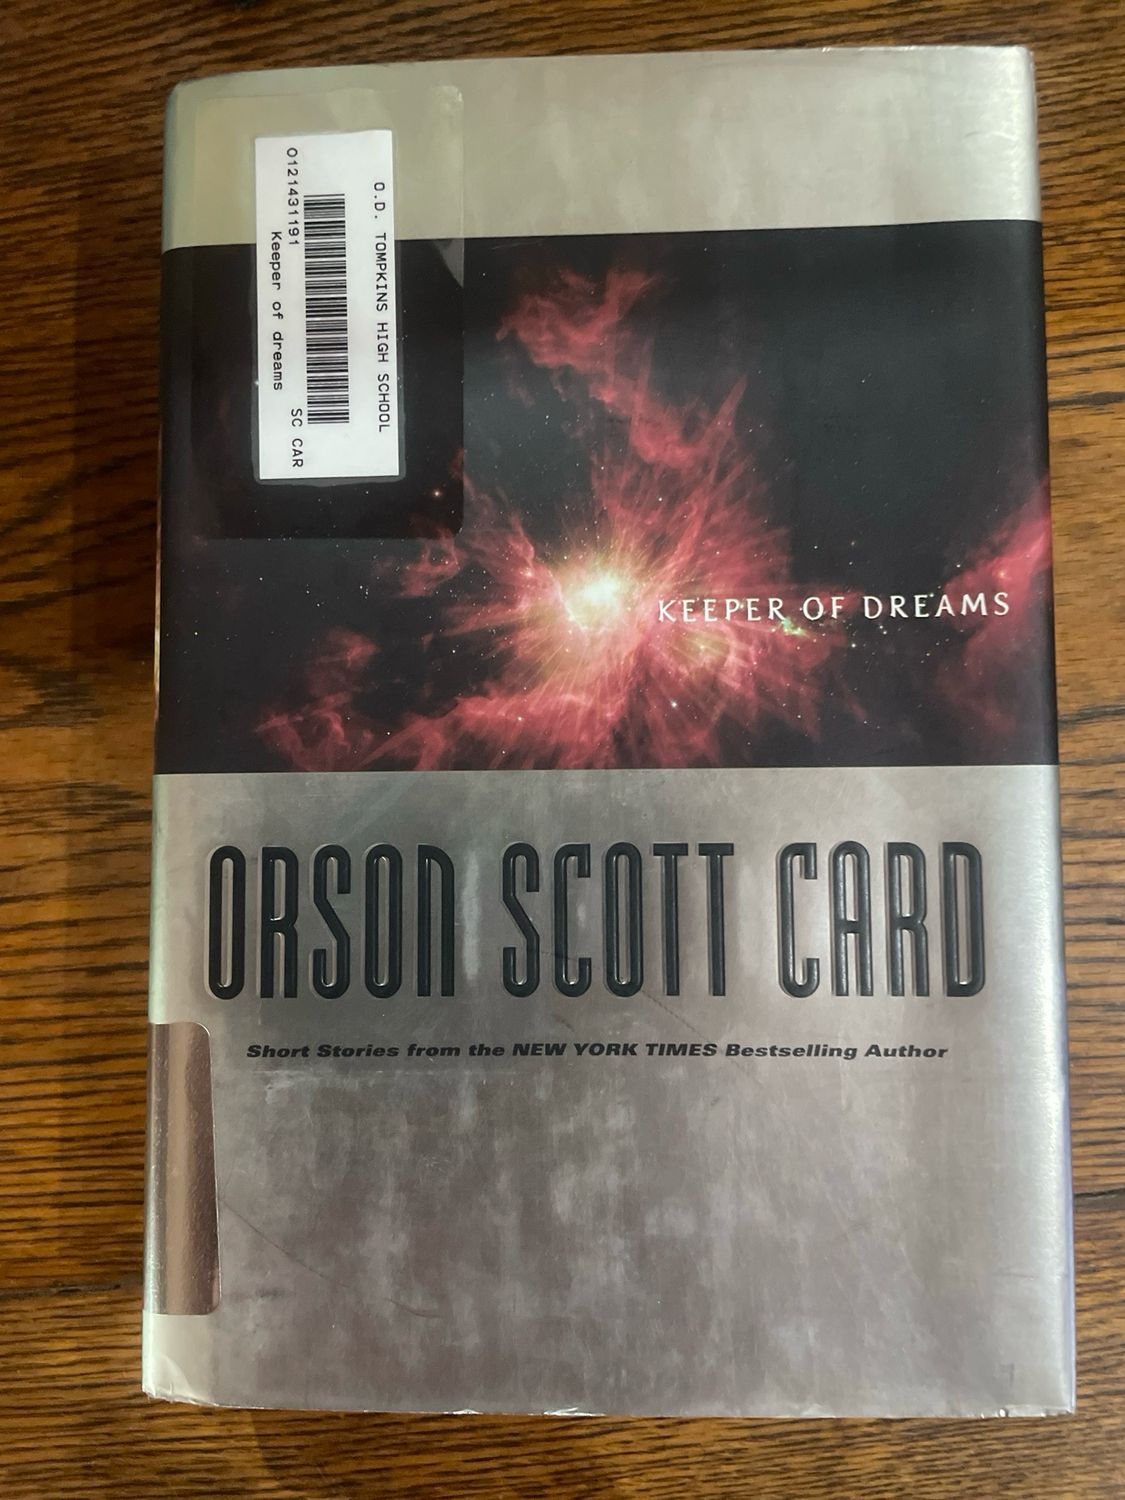 O.D. TOMPKINS HIGH SCHOOL
0121431191
SC CAR
Keeper of dreams
KEEPER OF DREAMS
ORSON SCOTT CARD
Short Stories from the NEW YORK TIMES Bestselling Author